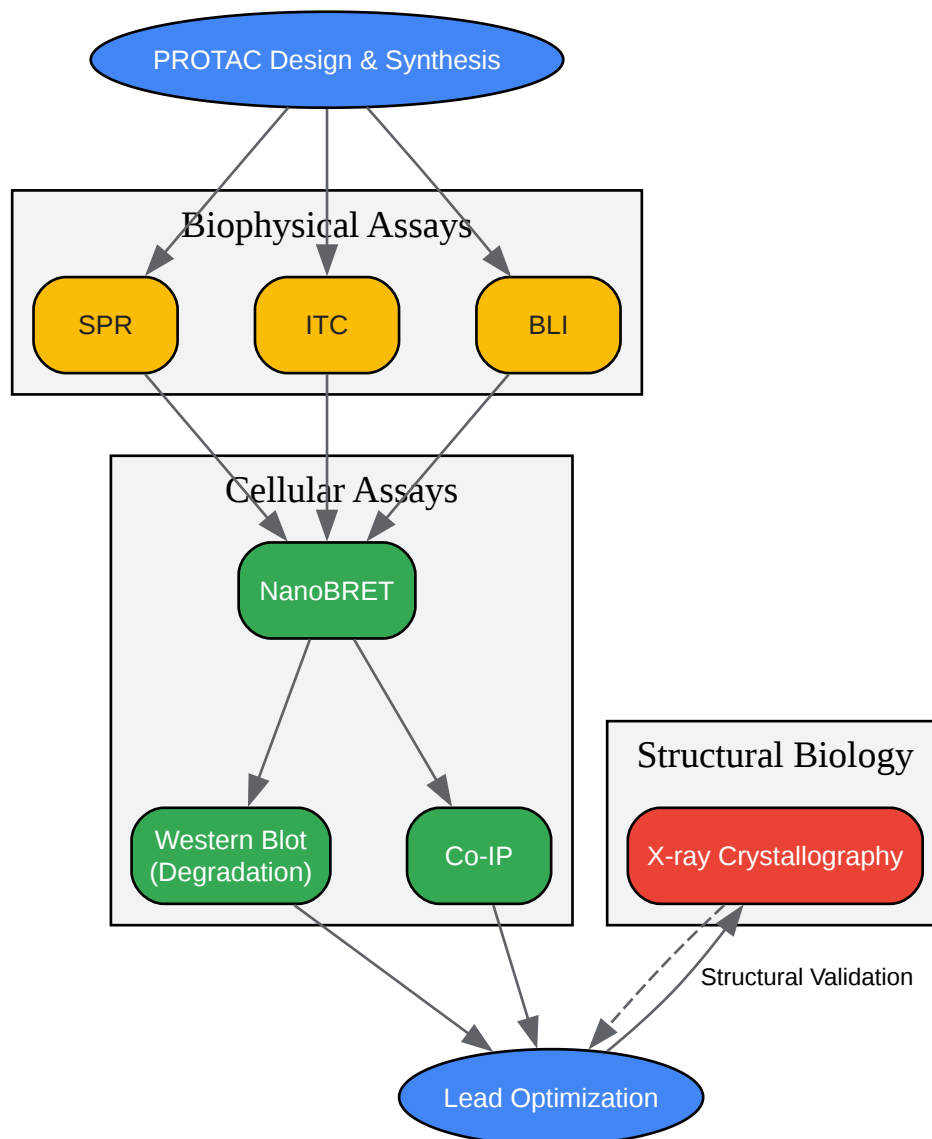 PROTAC Design & Synthesis
Biophysical Assays
SPR
ITC
BLI
Cellular Assays
NanoBRET
Structural Biology
Western Blot
(Degradation)
Co-IP
X-ray Crystallography
Structural Validation
Lead Optimization